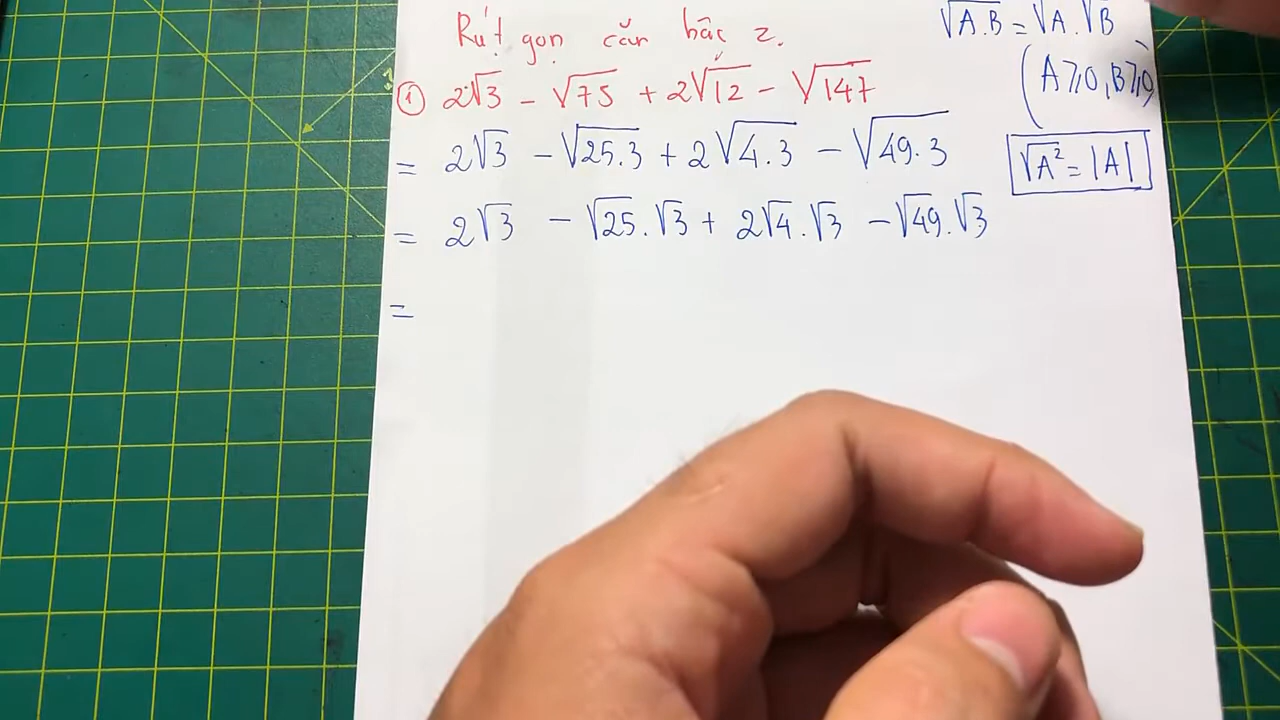 Rút gọn căn bậc 2.
√A.B = √A.√B
(A⩾0, B⩾0
① 2√3 - √75 + 2√12 - √147
= 2√3 - √25.3 + 2√4.3 - √49.3
√A² = |A|
= 2√3 - √25.√3 + 2√4.√3 - √49.√3
=